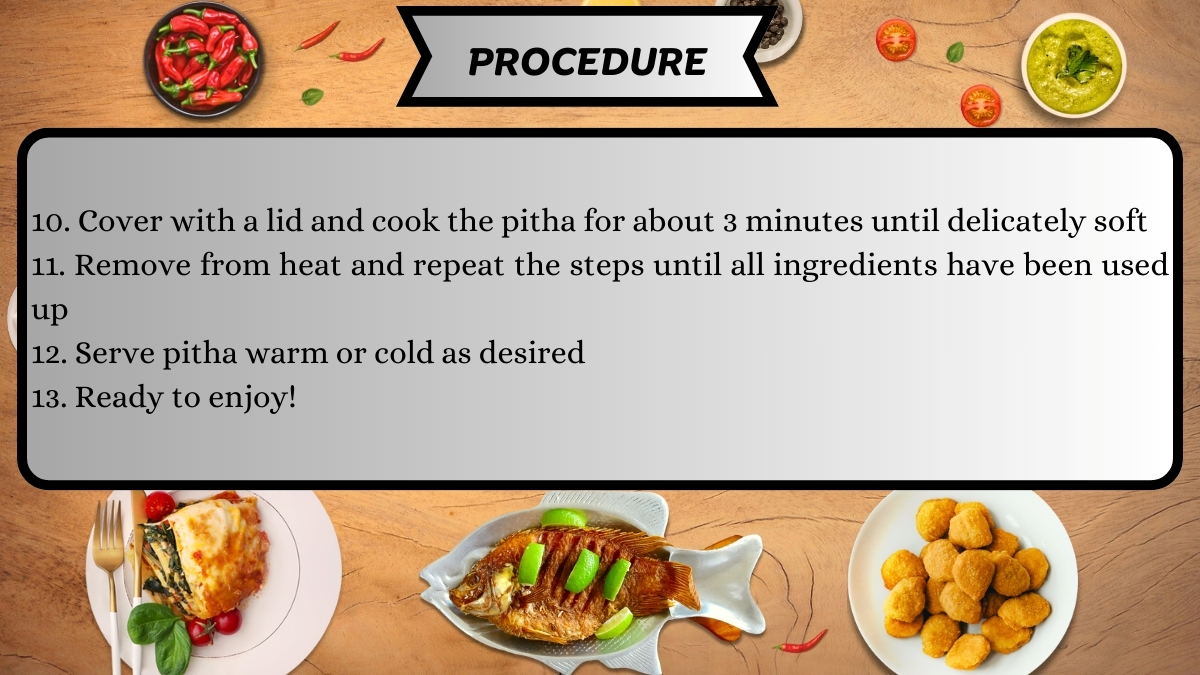 PROCEDURE
10. Cover with a lid and cook the pitha for about 3 minutes until delicately soft
11. Remove from heat and repeat the steps until all ingredients have been used
up
12. Serve pitha warm or cold as desired
13. Ready to enjoy!